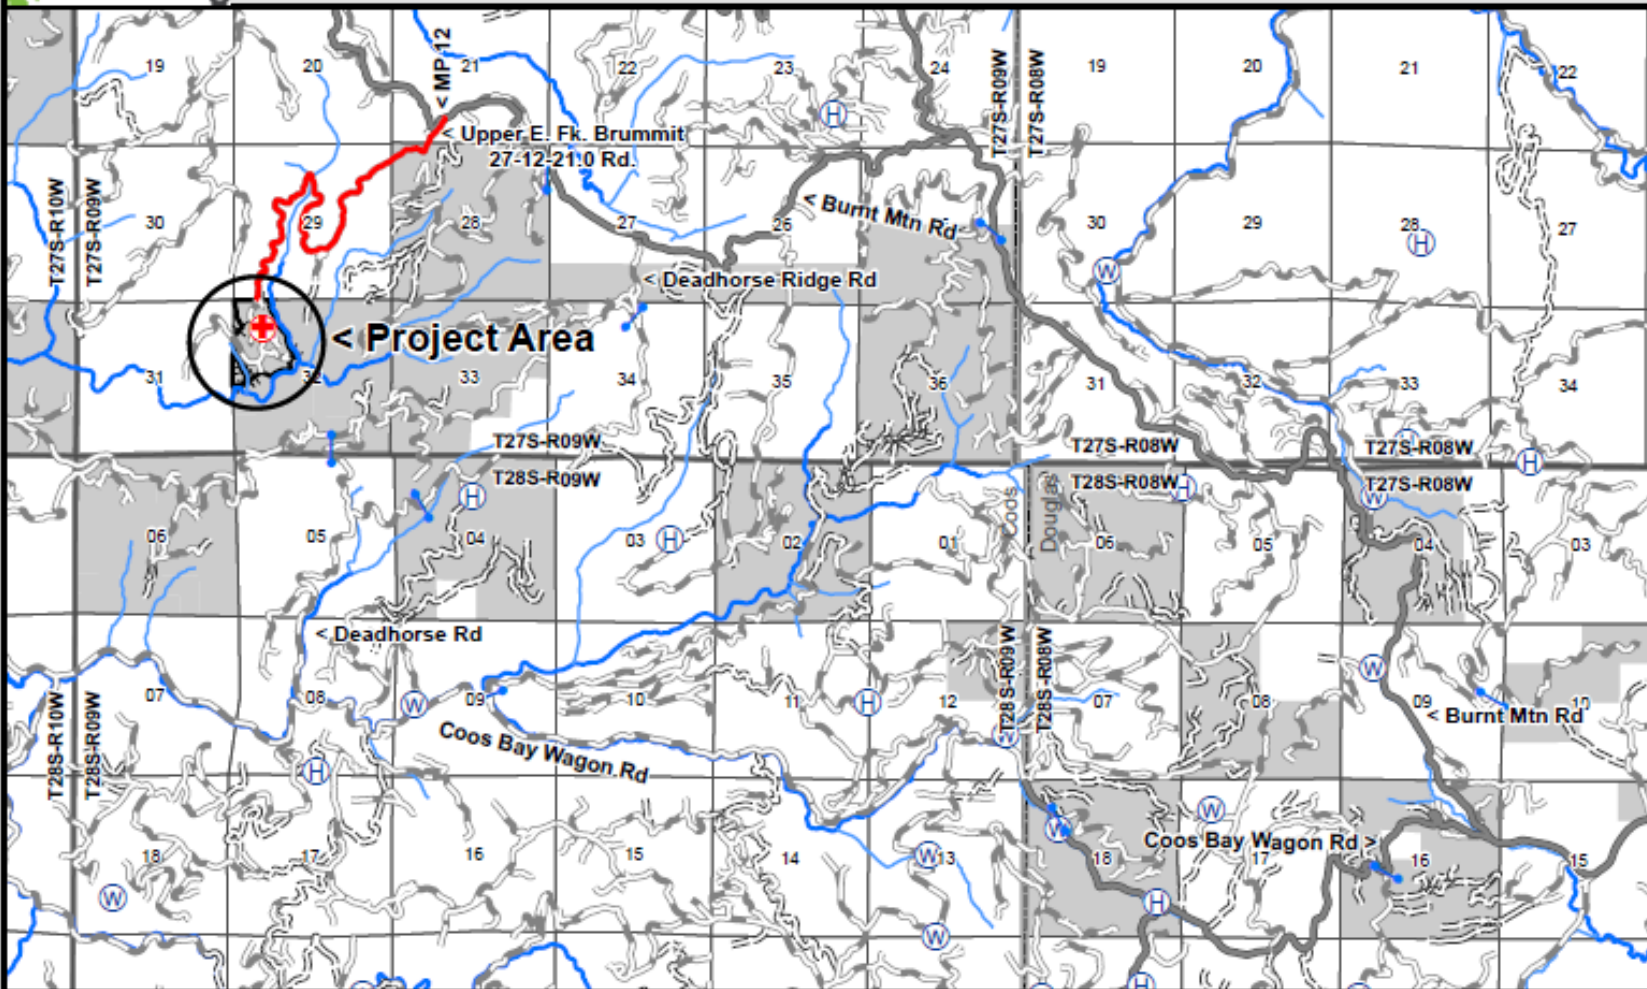 19
20
< MP 12
21
22
23
24
T27S-R09W
T27S-R08W
19
20
21
22
H
< Upper E. Fk. Brummit
27-12-21.0 Rd.
T27S-R10W
T27S-R09W
30
29
28
27
26
< Burnt Mtn Rd
30
29
28
H
27
W
< Deadhorse Ridge Rd
< Project Area
31
32
33
34
35
36
31
32
33
34
T27S-R09W
T28S-R09W
T27S-R08W
T28S-R08W
H
T27S-R08W
T27S-R08W
H
H
W
Coos
Douglas
06
05
04
03
H
02
01
06
05
04
03
< Deadhorse Rd
T28S-R10W
T28S-R09W
07
08
W
09
10
11
H
12
T28S-R09W
T28S-R08W
07
08
W
09
10
< Burnt Mtn Rd
Coos Bay Wagon Rd
H
W
W
Coos Bay Wagon Rd >
18
17
16
15
14
W
13
18
17
16
15
W
H
W
H